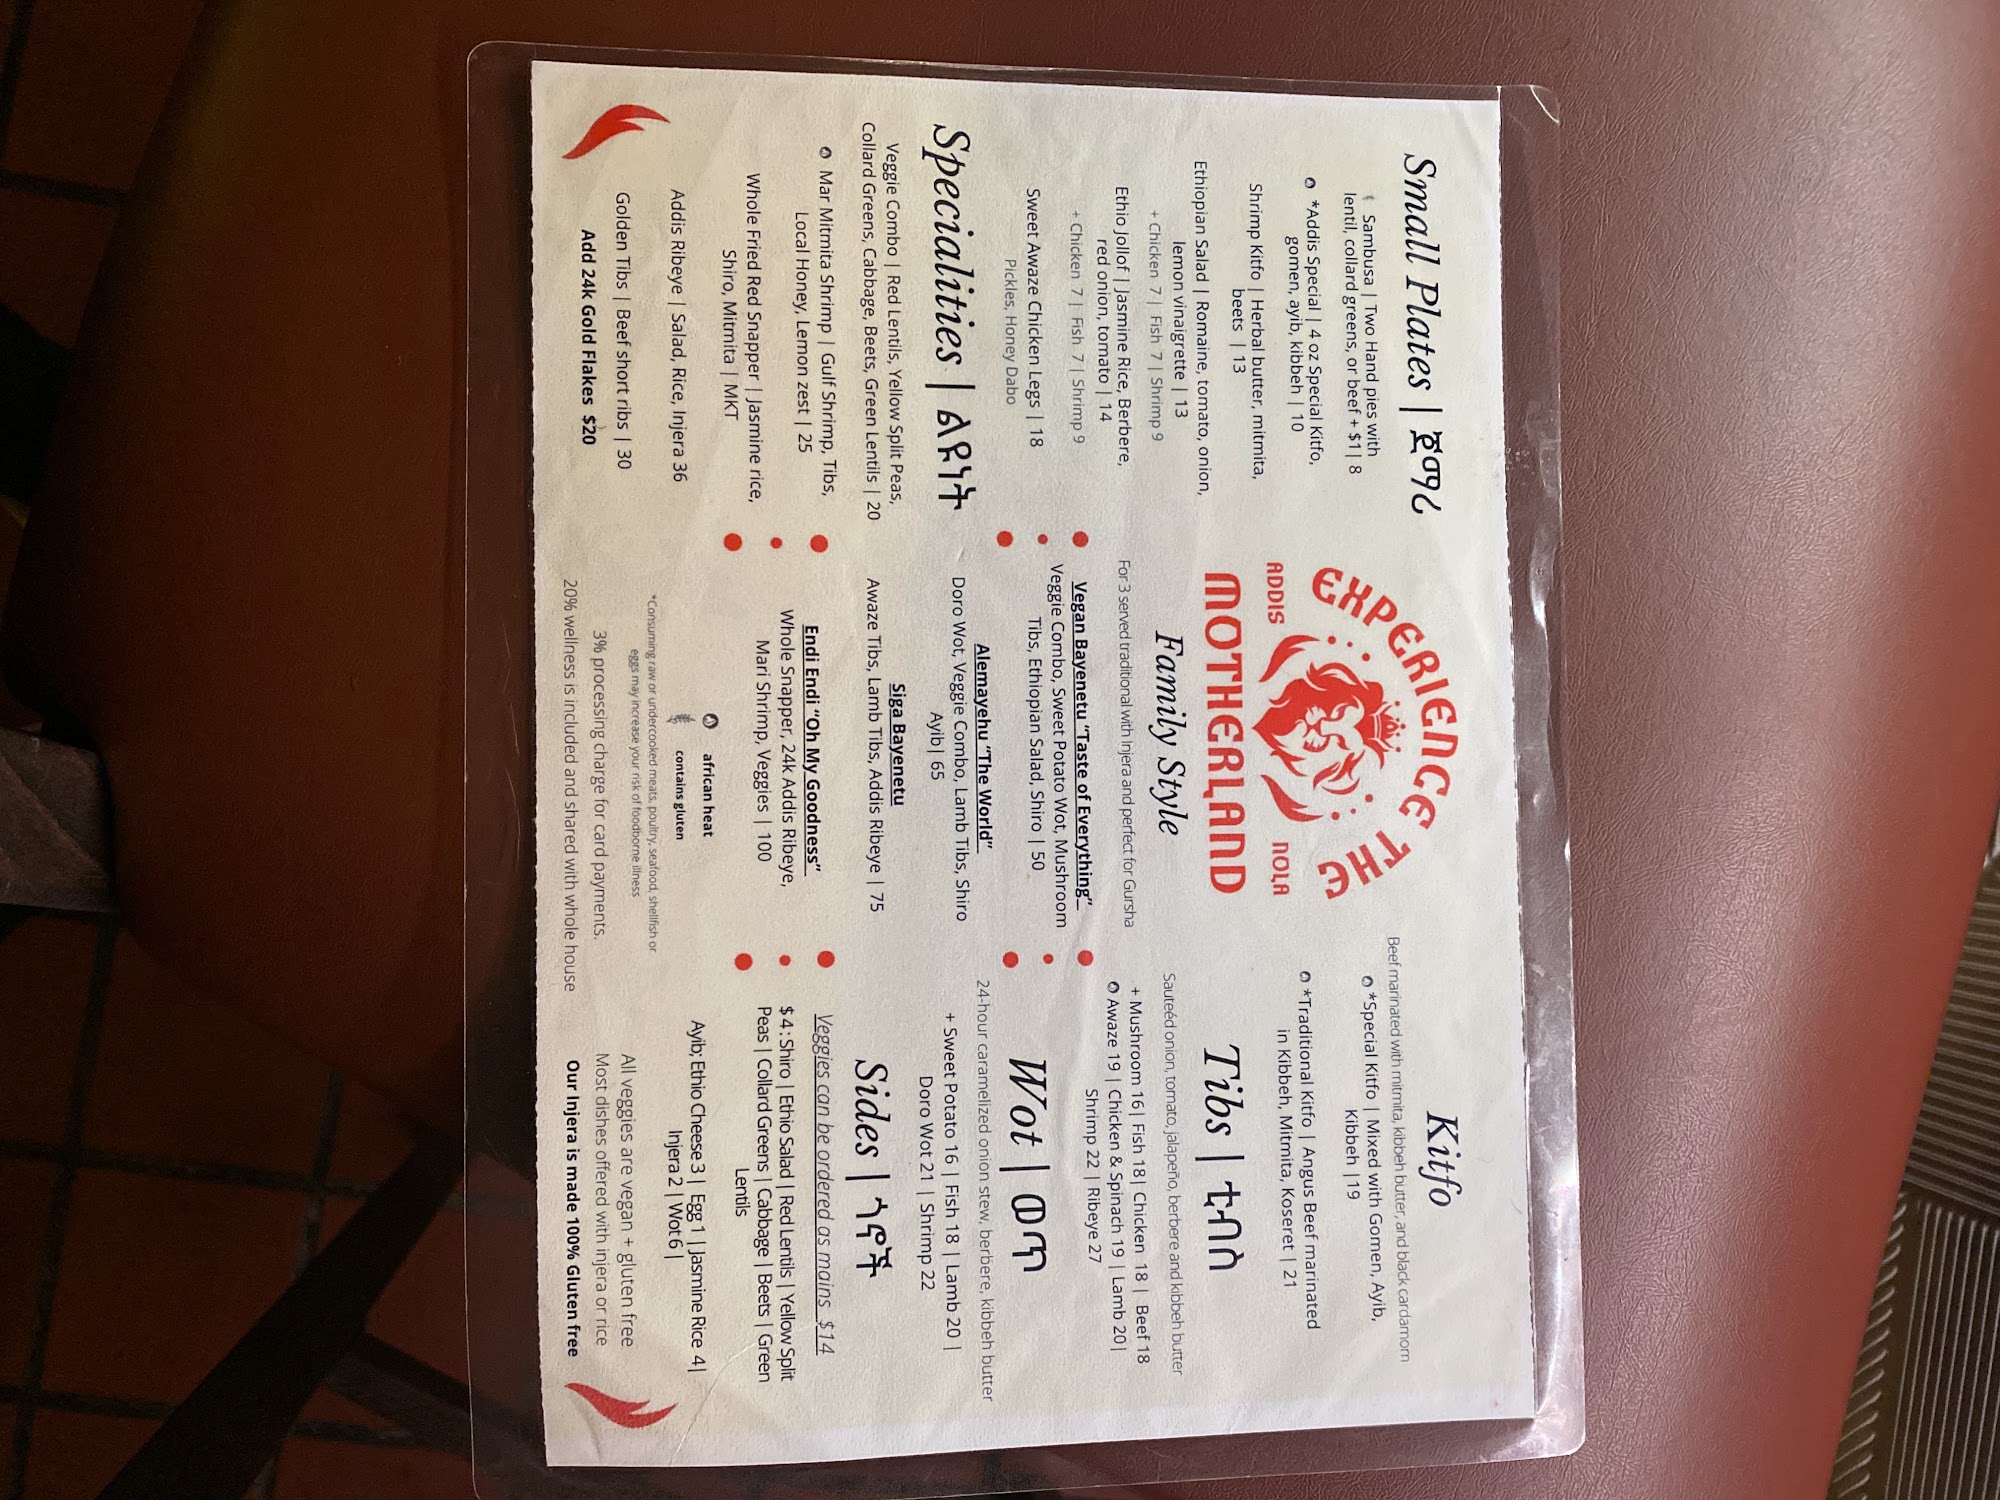 Small Plates | ጀማሪ
Sambusa | Two Hand pies with
lentil, collard greens, or beef + $1| 8
*Addis Special | 4 oz Special Kitfo,
gomen, ayib, kibbeh | 10
Shrimp Kitfo | Herbal butter, mitmita,
beets | 13
Ethiopian Salad | Romaine, tomato, onion,
lemon vinaigrette | 13
+ Chicken 7 | Fish 7 | Shrimp 9
Ethio Jollof | Jasmine Rice, Berbere,
red onion, tomato | 14
+ Chicken 7 | Fish 7 | Shrimp 9
Sweet Awaze Chicken Legs | 18
Pickles, Honey Dabo
Specialities | ልዩነት
Veggie Combo | Red Lentils, Yellow Split Peas,
Collard Greens, Cabbage, Beets, Green Lentils | 20
Mar Mitmita Shrimp | Gulf Shrimp, Tibs,
Local Honey, Lemon zest | 25
Whole Fried Red Snapper | Jasmine rice,
Shiro, Mitmita | MKT
Addis Ribeye | Salad, Rice, Injera 36
Golden Tibs | Beef short ribs | 30
Add 24k Gold Flakes $20
EXPERIENCE THE
ADDIS NOLA
MOTHERLAND
Family Style
For 3 served traditional with Injera and perfect for Gursha
Vegan Bayenetu "Taste of Everything"
Veggie Combo, Sweet Potato Wot, Mushroom
Tibs, Ethiopian Salad, Shiro | 50
Alemayehu "The World"
Doro Wot, Veggie Combo, Lamb Tibs, Shiro
Ayib| 65
Siga Bayenetu
Awaze Tibs, Lamb Tibs, Addis Ribeye | 75
Endi Endi "Oh My Goodness"
Whole Snapper, 24k Addis Ribeye,
Mari Shrimp, Veggies | 100
african heat
contains gluten
*Consuming raw or undercooked meats, poultry, seafood, shellfish or
eggs may increase your risk of foodborne illness
3% processing charge for card payments.
20% wellness is included and shared with whole house
Kitfo
Beef marinated with mitmita, kibbeh butter, and black cardamom
*Special Kitfo | Mixed with Gomen, Ayib,
Kibbeh |19
*Traditional Kitfo | Angus Beef marinated
in Kibbeh, Mitmita, Koseret | 21
Tibs | ቲብስ
Sauteéd onion, tomato, jalapeño, berbere and kibbeh butter
+ Mushroom 16| Fish 18| Chicken 18 | Beef 18
Awaze 19 | Chicken & Spinach 19 | Lamb 20|
Shrimp 22 | Ribeye 27
Wot | ወጥ
24-hour caramelized onion stew, berbere, kibbeh butter
+ Sweet Potato 16 | Fish 18 | Lamb 20 |
Doro Wot 21 | Shrimp 22
Sides | ጎኖች
Veggies can be ordered as mains $14
$4: Shiro | Ethio Salad | Red Lentils | Yellow Split
Peas | Collard Greens | Cabbage | Beets | Green
Lentils
Ayib; Ethio Cheese 3 | Egg 1 | Jasmine Rice 4|
Injera 2 | Wot 6 |
All veggies are vegan + gluten free
Most dishes offered with injera or rice
Our Injera is made 100% Gluten free